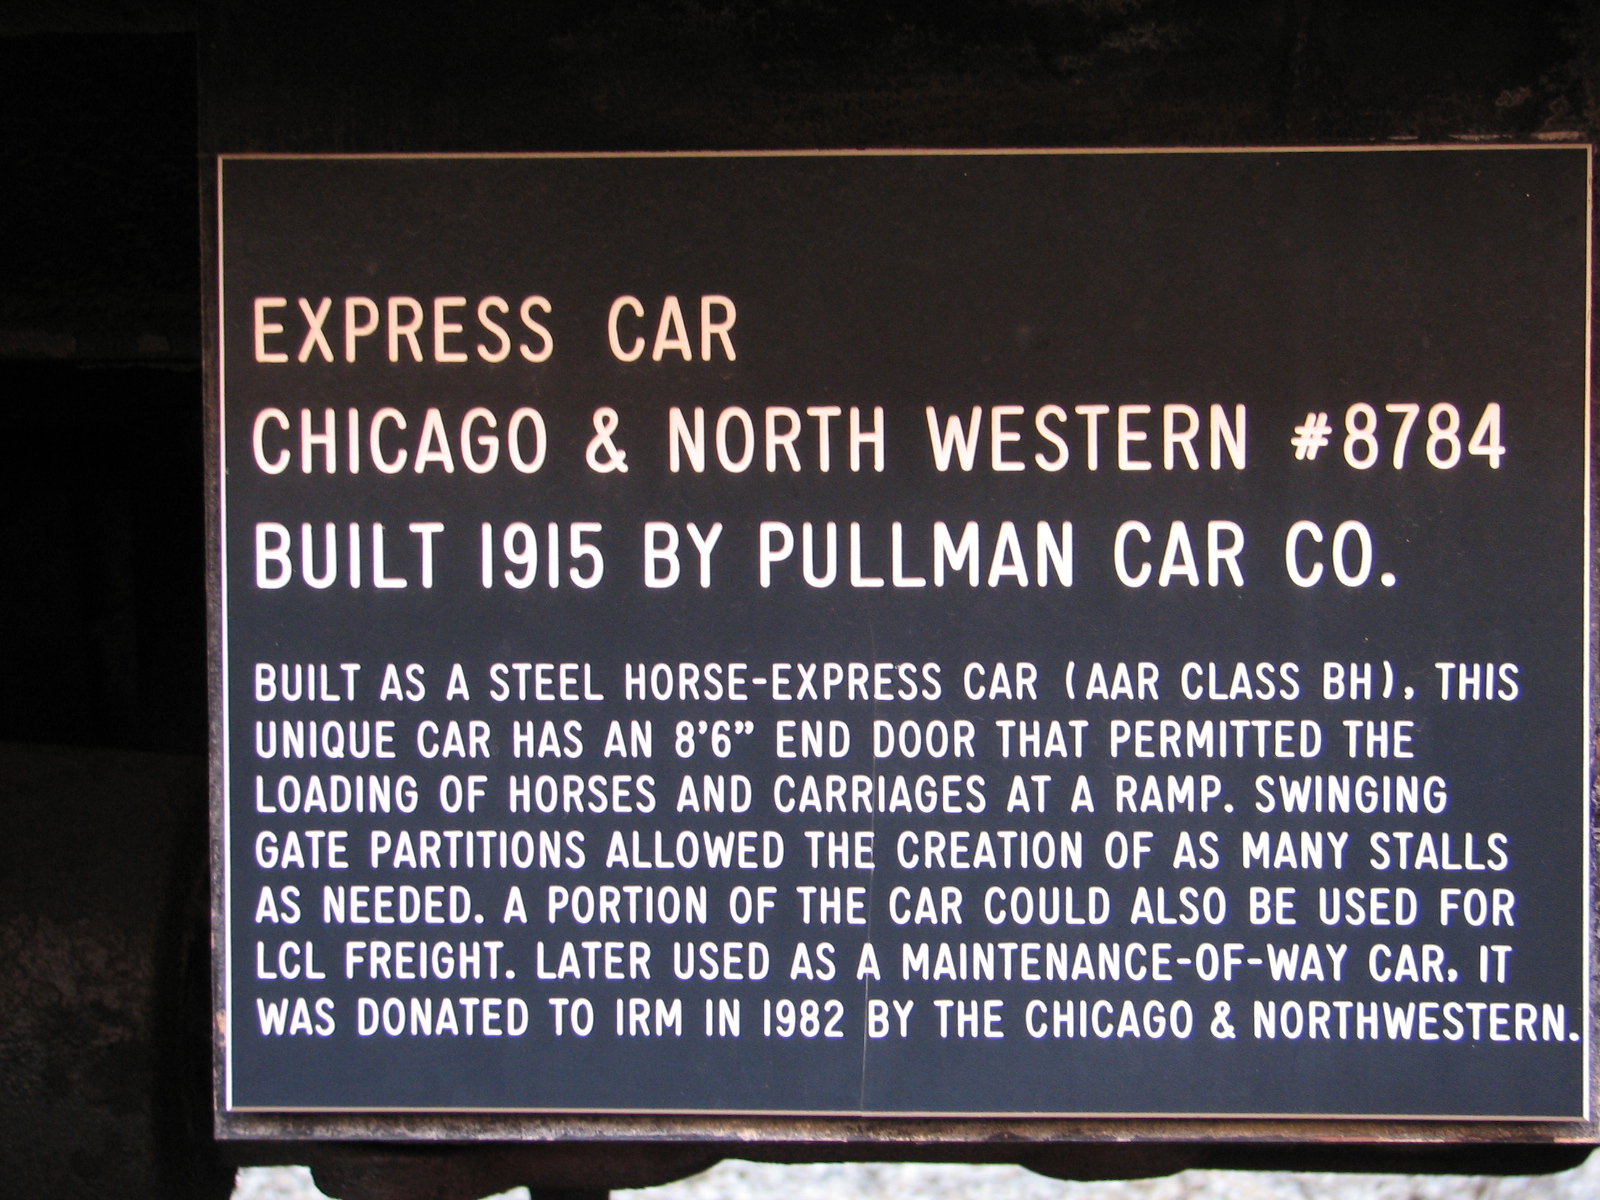 EXPRESS CAR
CHICAGO & NORTH WESTERN #8784
BUILT 1915 BY PULLMAN CAR CO.
BUILT AS A STEEL HORSE-EXPRESS CAR (AAR CLASS BH), THIS
UNIQUE CAR HAS AN 8'6" END DOOR THAT PERMITTED THE
LOADING OF HORSES AND CARRIAGES AT A RAMP. SWINGING
GATE PARTITIONS ALLOWED THE CREATION OF AS MANY STALLS
AS NEEDED. A PORTION OF THE CAR COULD ALSO BE USED FOR
LCL FREIGHT. LATER USED AS A MAINTENANCE-OF-WAY CAR, IT
WAS DONATED TO IRM IN 1982 BY THE CHICAGO & NORTHWESTERN.